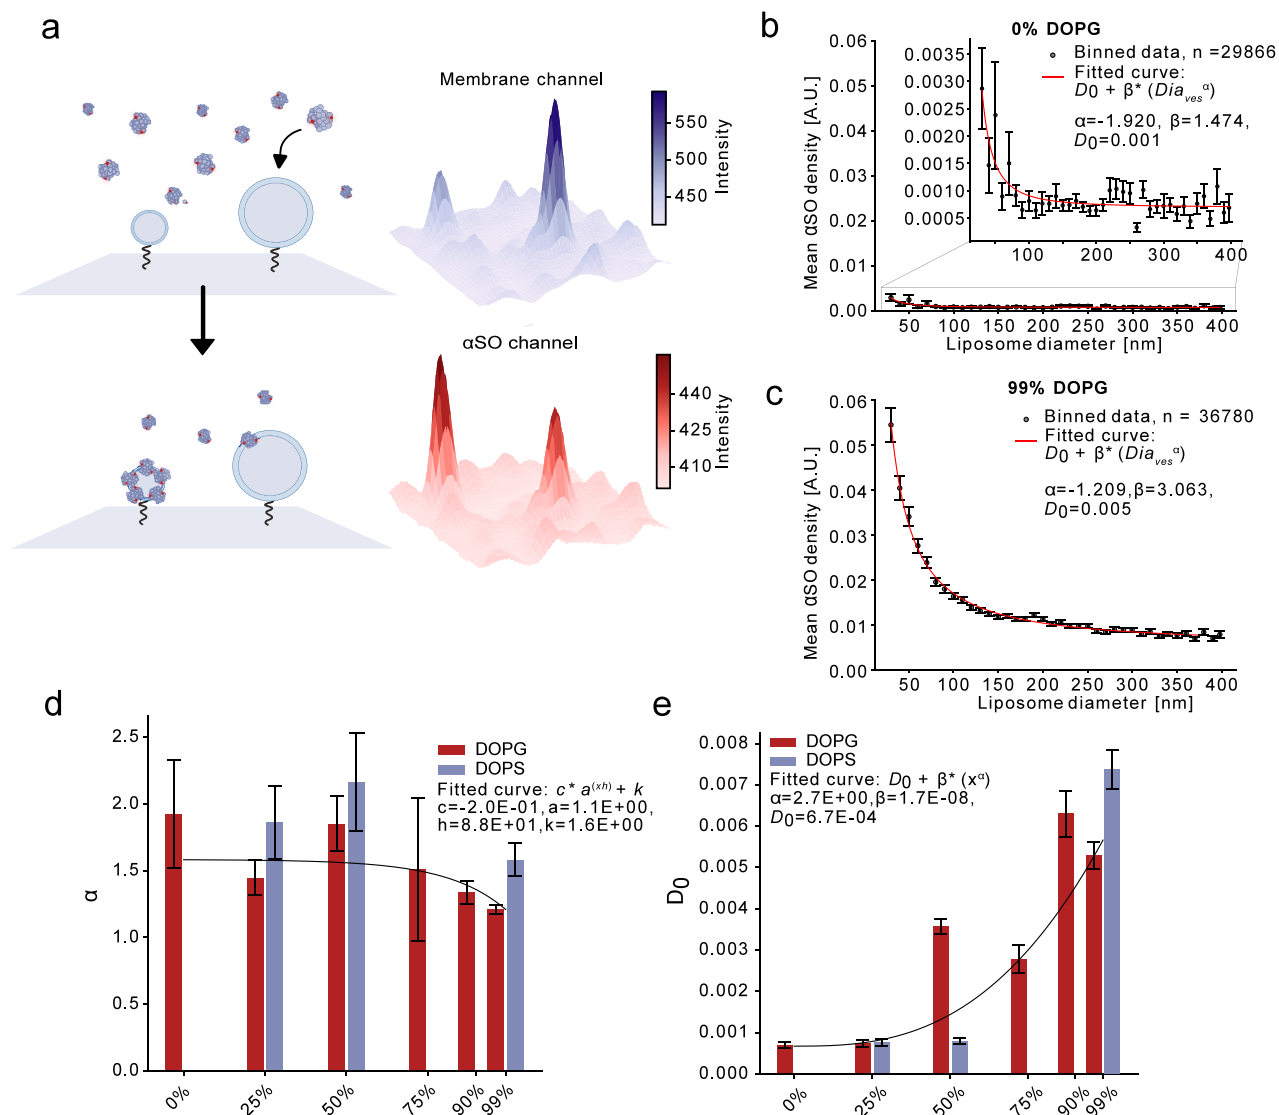 a
Membrane channel
550
500
450
Intensity
αSO channel
440
425
410
Intensity
b
0% DOPG
Mean αSO density [A.U.]
0.06
0.05
0.04
0.03
0.02
0.01
0.00
0.0035
0.0030
0.0025
0.0020
0.0015
0.0010
0.0005
Binned data, n =29866
Fitted curve:
D0 + β* (Dia_ves^α)
α=-1.920, β=1.474,
D0=0.001
100 200 300 400
50 100 150 200 250 300 350 400
Liposome diameter [nm]
c
99% DOPG
Mean αSO density [A.U.]
0.06
0.05
0.04
0.03
0.02
0.01
0.00
Binned data, n = 36780
Fitted curve:
D0 + β* (Dia_ves^α)
α=-1.209,β=3.063,
D0=0.005
50 100 150 200 250 300 350 400
Liposome diameter [nm]
d
α
2.5
2.0
1.5
1.0
0.5
0.0
DOPG
DOPS
Fitted curve: c* a^(xh) + k
c=-2.0E-01,a=1.1E+00,
h=8.8E+01,k=1.6E+00
0% 25% 50% 75% 90% 99%
e
D0
0.008
0.007
0.006
0.005
0.004
0.003
0.002
0.001
0.000
DOPG
DOPS
Fitted curve: D0 + β* (x^α)
α=2.7E+00,β=1.7E-08,
D0=6.7E-04
0% 25% 50% 75% 90% 99%